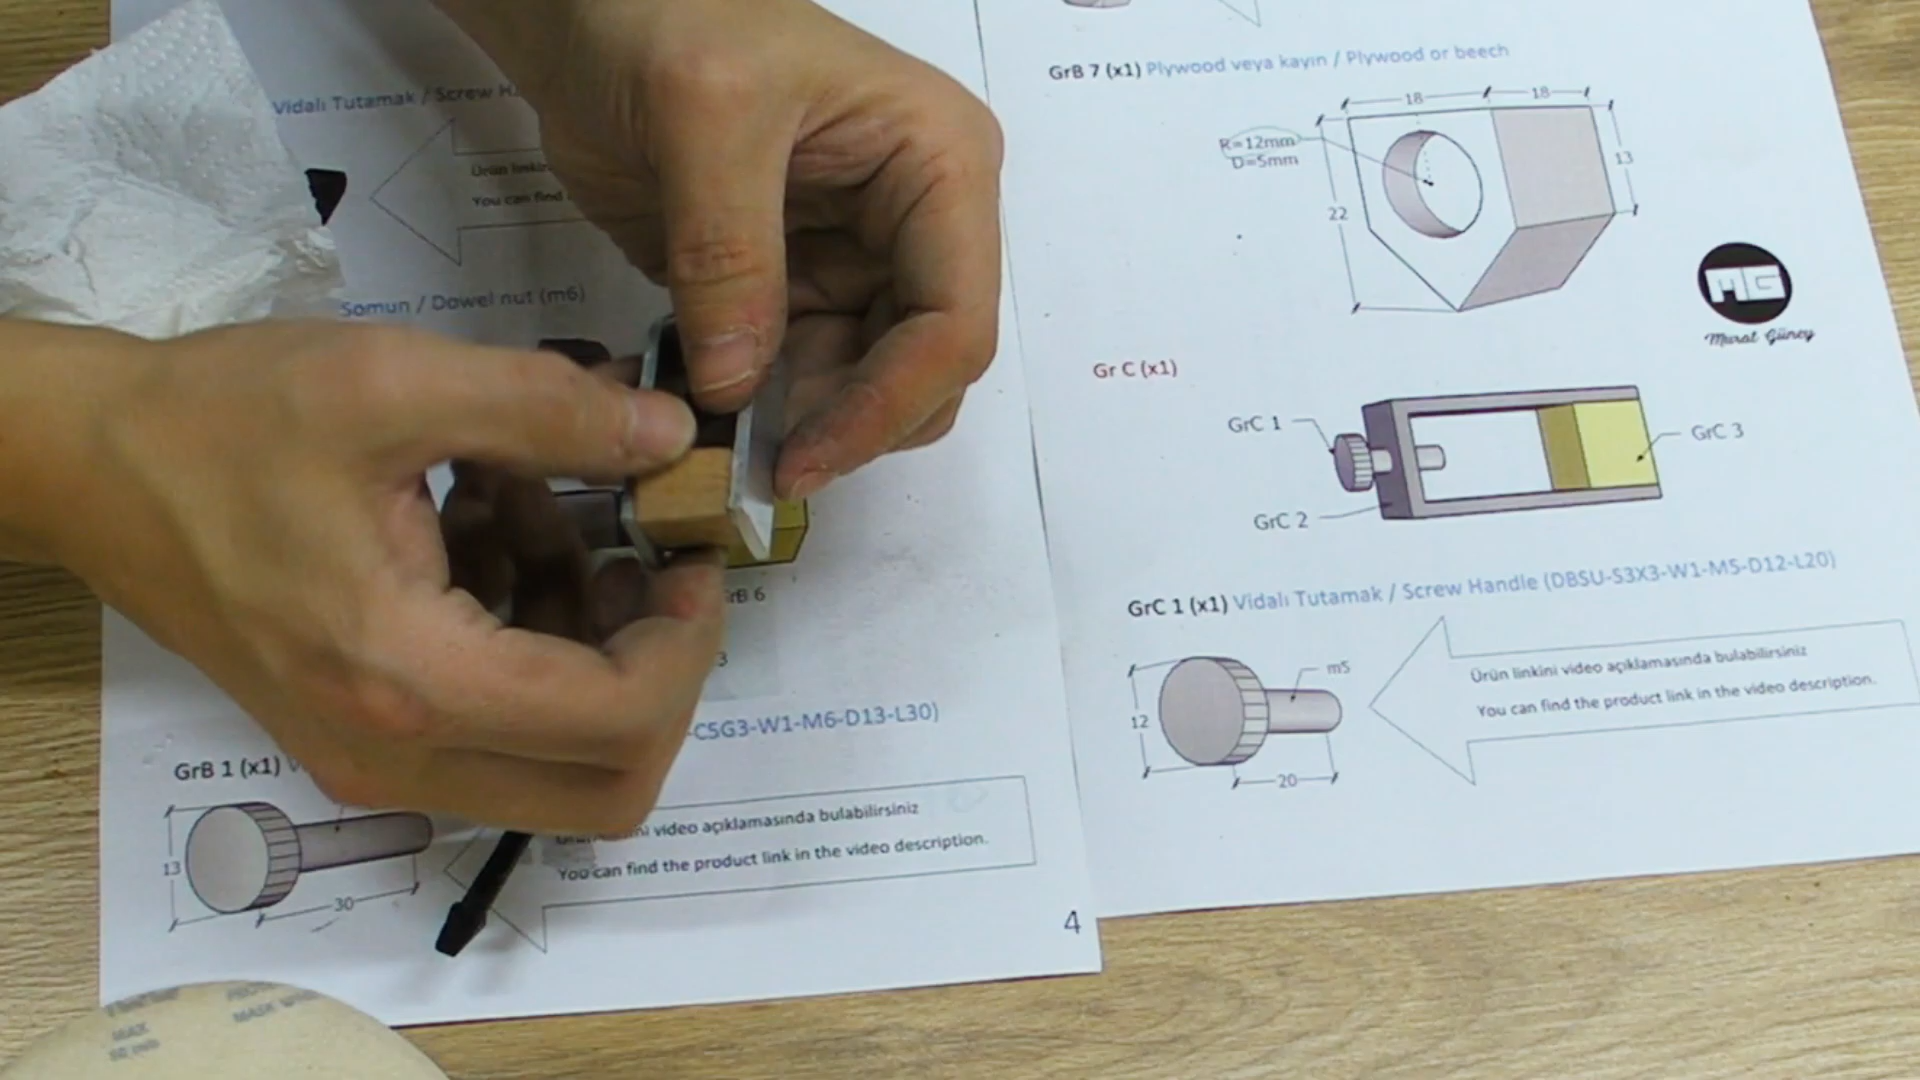 Vidalı Tutamak / Screw
Ürün
You can find
Somun / Dowel nut (m6)
6
3
-C5G3-W1-M6-D13-L30)
GrB 1 (x1)
13
30
video açıklamasında bulabilirsiniz
You can find the product link in the video description.
4
MAX
GrB 7 (x1) Plywood veya kayın / Plywood or beech
18
18
R=12mm
D=5mm
13
22
MG
Murat Güney
Gr C (x1)
GrC 1
GrC 3
GrC 2
GrC 1 (x1) Vidalı Tutamak / Screw Handle (DBSU-S3X3-W1-M5-D12-L20)
m5
12
20
Ürün linkini video açıklamasında bulabilirsiniz
You can find the product link in the video description.